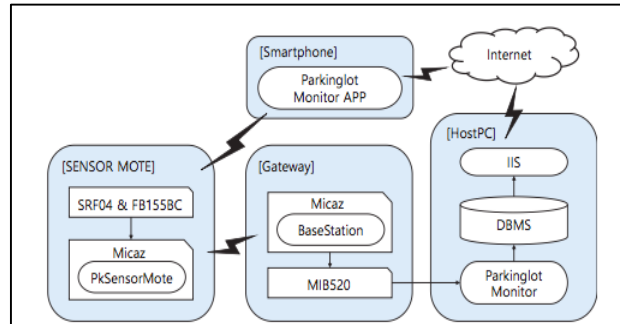 [Smartphone]
Parkinglot
Monitor APP
Internet
[SENSOR MOTE]
SRF04 & FB155BC
Micaz
PkSensorMote
[Gateway]
Micaz
BaseStation
MIB520
[HostPC]
IIS
DBMS
Parkinglot
Monitor